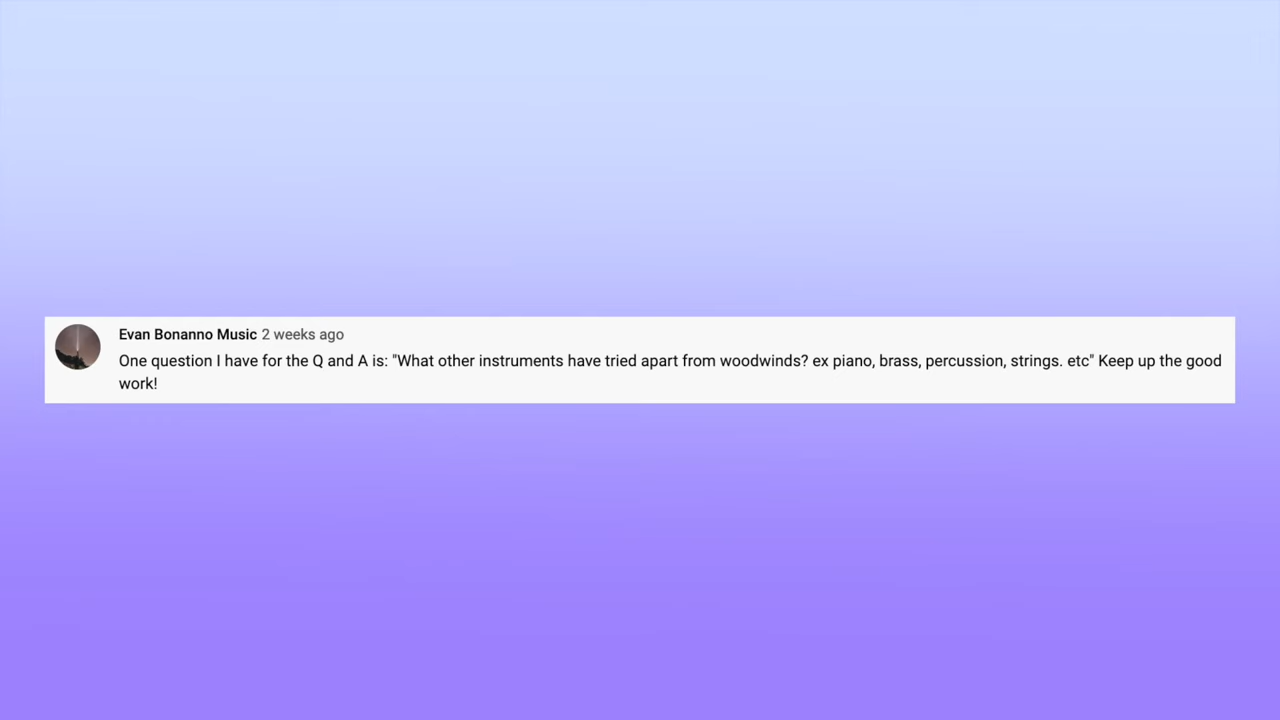 Evan Bonanno Music 2 weeks ago
One question I have for the Q and A is: "What other instruments have tried apart from woodwinds? ex piano, brass, percussion, strings. etc" Keep up the good
work!